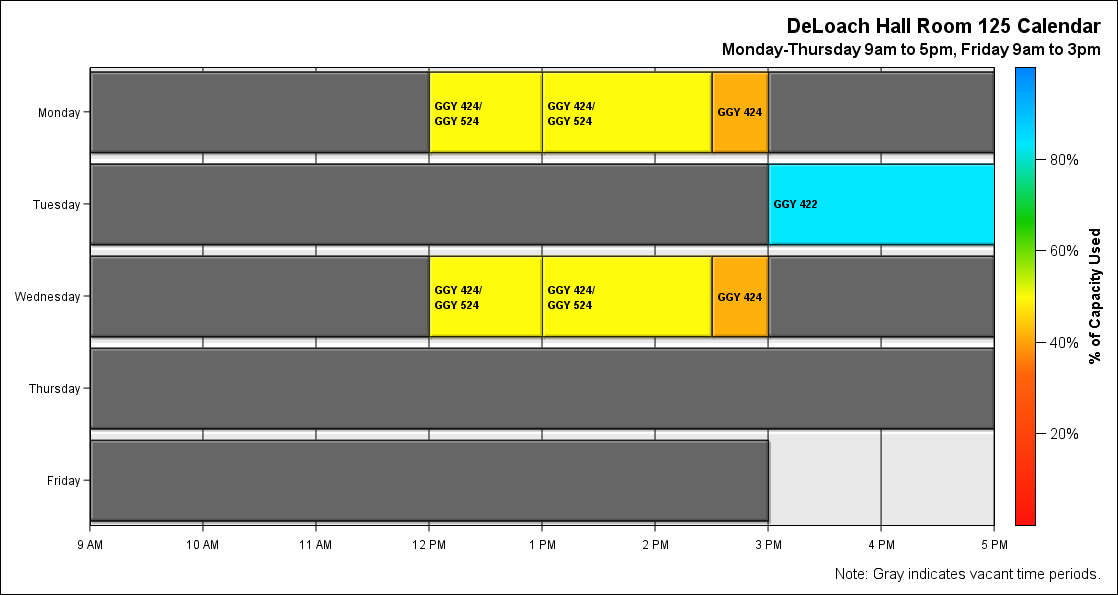 DeLoach Hall Room 125 Calendar
Monday-Thursday 9am to 5pm, Friday 9am to 3pm
Monday
GGY 424/
GGY 524
GGY 424/
GGY 524
GGY 424
Tuesday
GGY 422
Wednesday
GGY 424/
GGY 524
GGY 424/
GGY 524
GGY 424
Thursday
Friday
9 AM 10 AM 11 AM 12 PM 1 PM 2 PM 3 PM 4 PM 5 PM
80%
60%
40%
20%
% of Capacity Used
Note: Gray indicates vacant time periods.